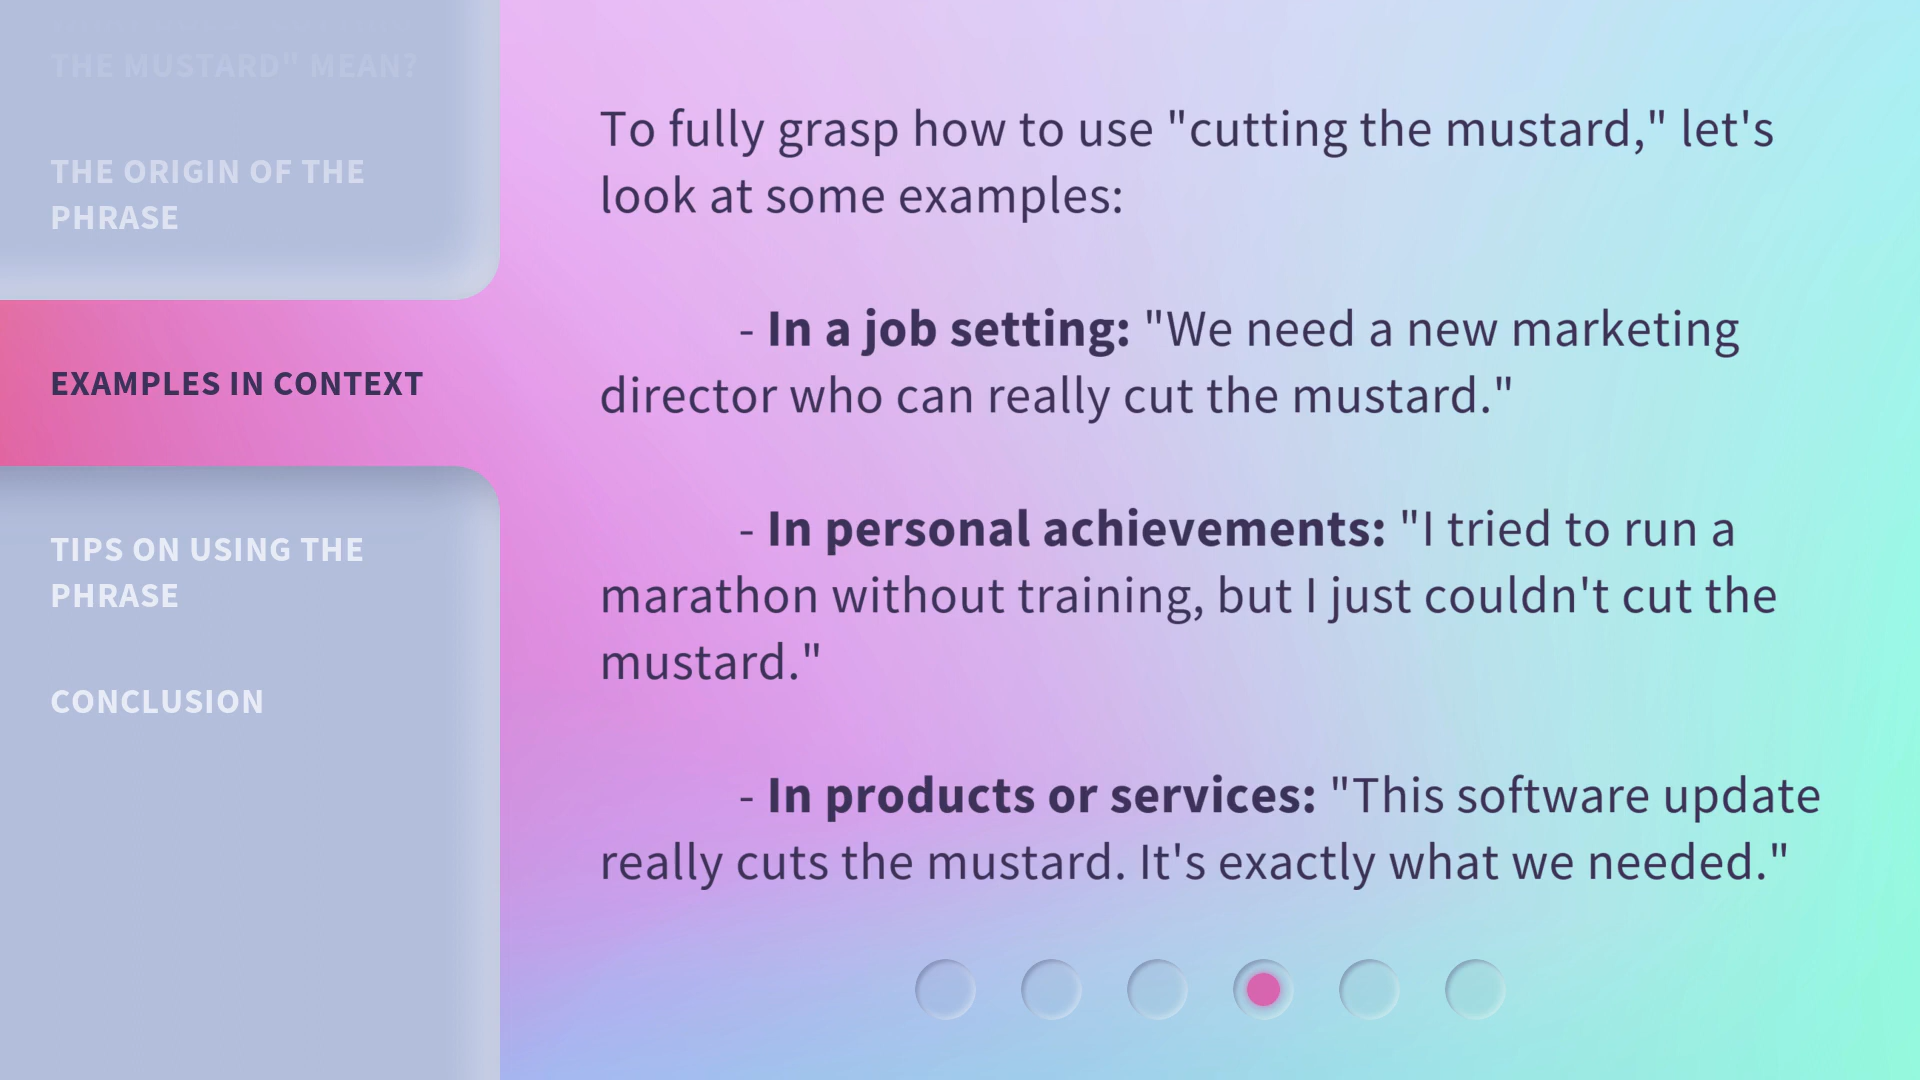 THE MUSTARD" MEAN?
THE ORIGIN OF THE
PHRASE
EXAMPLES IN CONTEXT
TIPS ON USING THE
PHRASE
CONCLUSION
To fully grasp how to use "cutting the mustard," let's
look at some examples:
- In a job setting: "We need a new marketing
director who can really cut the mustard."
- In personal achievements: "I tried to run a
marathon without training, but I just couldn't cut the
mustard."
- In products or services: "This software update
really cuts the mustard. It's exactly what we needed."